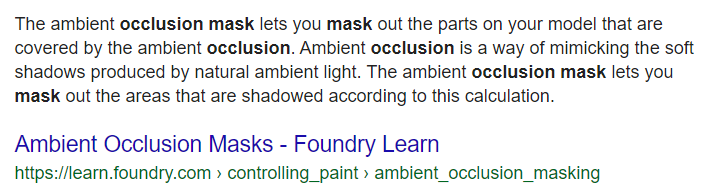 The ambient occlusion mask lets you mask out the parts on your model that are
covered by the ambient occlusion. Ambient occlusion is a way of mimicking the soft
shadows produced by natural ambient light. The ambient occlusion mask lets you
mask out the areas that are shadowed according to this calculation.
Ambient Occlusion Masks - Foundry Learn
https://learn.foundry.com › controlling_paint › ambient_occlusion_masking